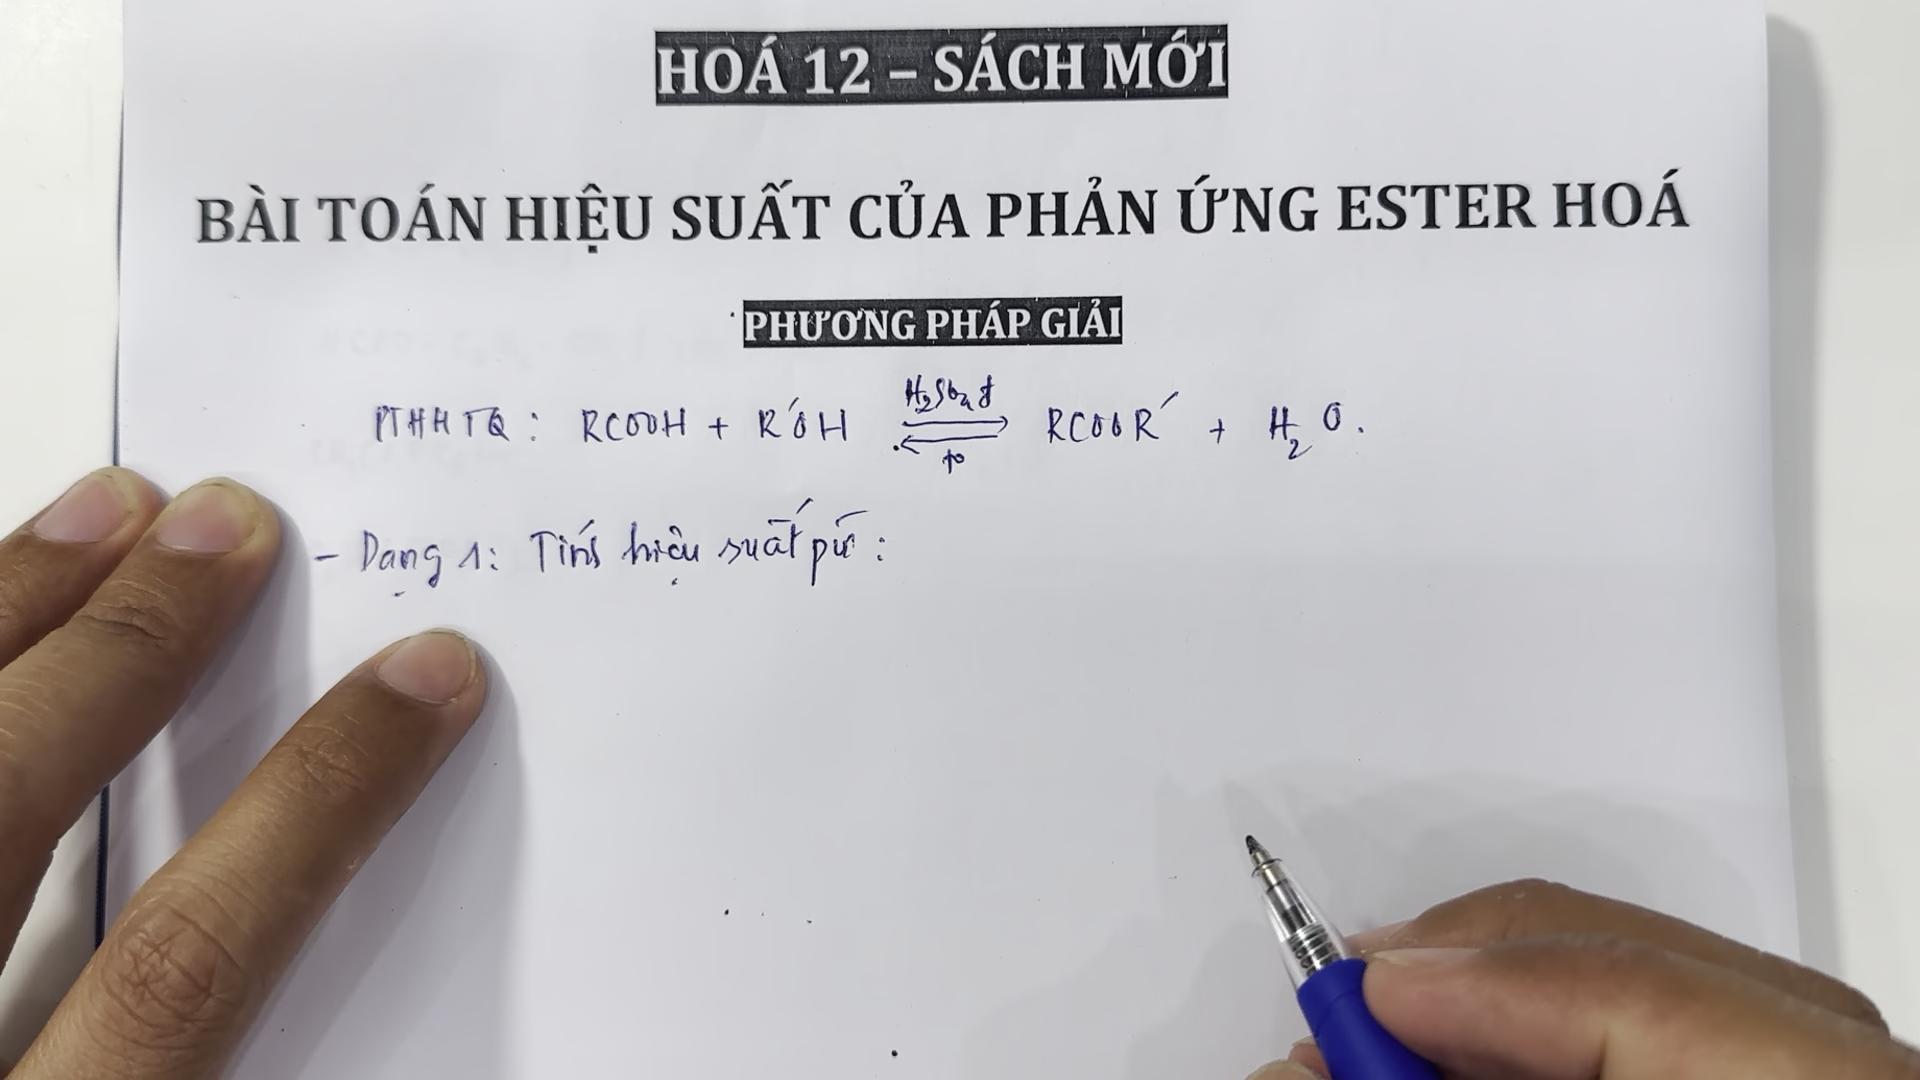 HOÁ 12 – SÁCH MỚI
BÀI TOÁN HIỆU SUẤT CỦA PHẢN ỨNG ESTER HOÁ
PHƯƠNG PHÁP GIẢI
PTHHTQ: RCOOH + R'OH ⇌ RCOOR' + H₂O.
H₂SO₄ đ
t°
- Dạng 1: Tính hiệu suất pứ: